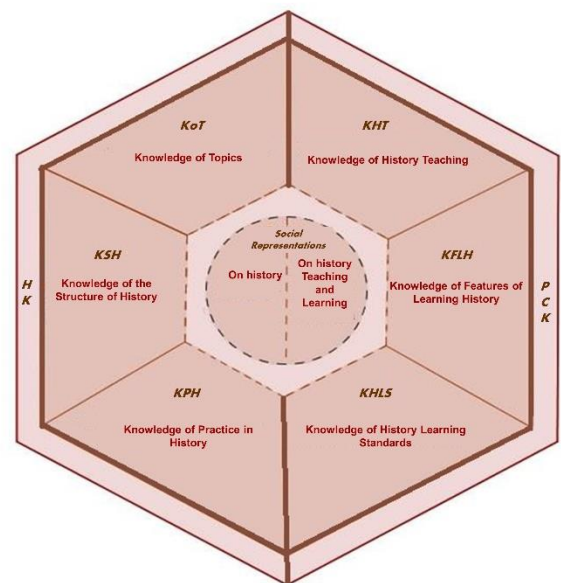 KoT
Knowledge of Topics
KHT
Knowledge of History Teaching
KSH
Knowledge of the
Structure of History
Social
Representations
On history
On history
Teaching
and
Learning
KFLH
Knowledge of Features of
Learning History
H
K
P
C
K
KPH
Knowledge of Practice in
History
KHLS
Knowledge of History Learning
Standards